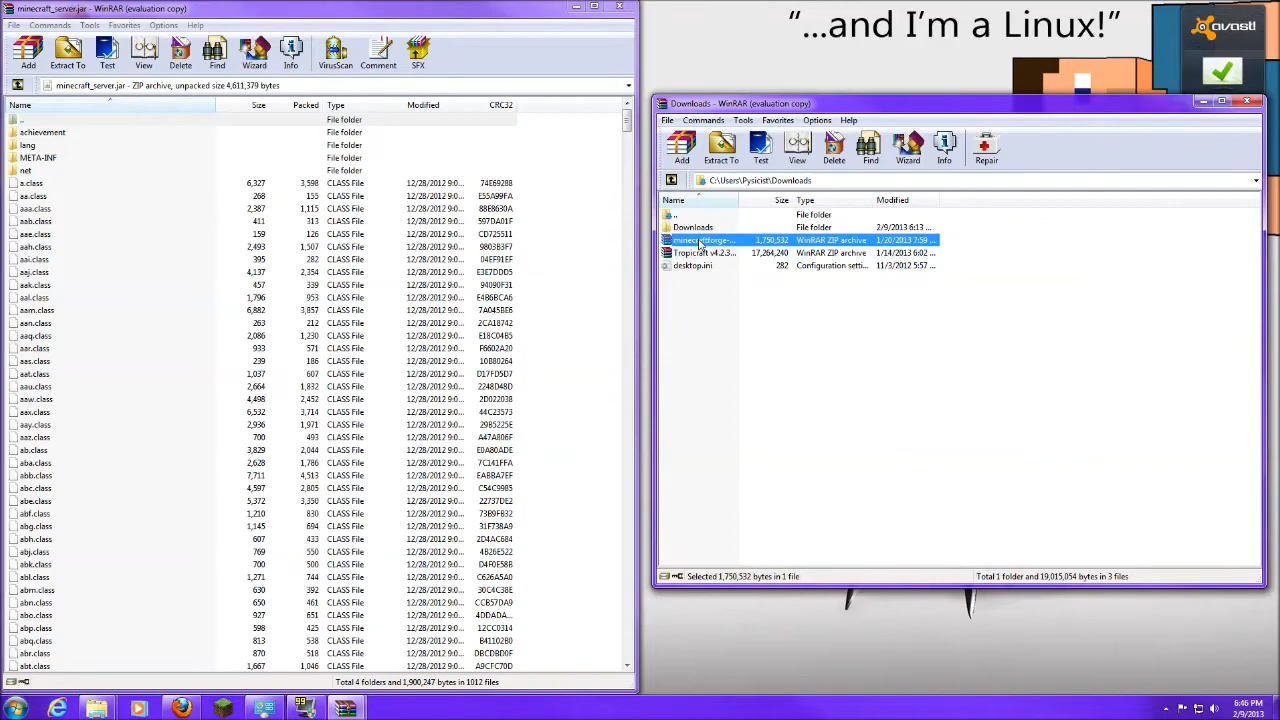 minecraft_server.jar - WinRAR (evaluation copy)
File Commands Tools Favorites Options Help
Add Extract To Test View Delete Find Wizard Info VirusScan Comment SFX
minecraft_server.jar - ZIP archive, unpacked size 4,611,379 bytes
Name Size Packed Type Modified CRC32
.. File folder
achievement File folder
lang File folder
META-INF File folder
net File folder
a.class 6,327 3,598 CLASS File 12/28/2012 9:0... 74E69288
aa.class 268 155 CLASS File 12/28/2012 9:0... E55A99FA
aaa.class 2,387 1,115 CLASS File 12/28/2012 9:0... 88E8630A
aab.class 411 313 CLASS File 12/28/2012 9:0... 597DA01F
aae.class 159 126 CLASS File 12/28/2012 9:0...
aah.class 2,493 1,507 CLASS File 12/28/2012 9:0... 9803B3F7
aai.class 395 282 CLASS File 12/28/2012 9:0... 04EF91EF
aaj.class 4,137 2,354 CLASS File 12/28/2012 9:0... F3E7DDD5
aak.class 457 339 CLASS File 12/28/2012 9:0... 94090F31
aal.class 1,796 953 CLASS File 12/28/2012 9:0... E4B6BCA6
aam.class 6,882 3,857 CLASS File 12/28/2012 9:0... 7A045BE6
aan.class 263 212 CLASS File 12/28/2012 9:0... 2CA18742
aaq.class 2,086 1,230 CLASS File 12/28/2012 9:0... E18C04B5
aar.class 933 571 CLASS File 12/28/2012 9:0... F6602A20
aas.class 239 186 CLASS File 12/28/2012 9:0... 10B80264
aat.class 1,037 607 CLASS File 12/28/2012 9:0... D17FD5D7
aau.class 2,664 1,832 CLASS File 12/28/2012 9:0... 2248D48D
aaw.class 4,498 2,452 CLASS File 12/28/2012 9:0... 2D022038
aax.class 6,532 3,714 CLASS File 12/28/2012 9:0... 44C23573
aay.class 2,936 1,971 CLASS File 12/28/2012 9:0... 29B5225E
aaz.class 700 493 CLASS File 12/28/2012 9:0... A47A806F
ab.class 3,829 2,044 CLASS File 12/28/2012 9:0... E0A80ADE
aba.class 2,628 1,786 CLASS File 12/28/2012 9:0... 7C141FFA
abb.class 7,711 4,513 CLASS File 12/28/2012 9:0... EABBA7EF
abc.class 4,597 2,805 CLASS File 12/28/2012 9:0... C54C9985
abe.class 5,372 3,350 CLASS File 12/28/2012 9:0... 22737DE2
abf.class 1,210 830 CLASS File 12/28/2012 9:0... 73B9FB32
abg.class 1,145 694 CLASS File 12/28/2012 9:0... 31F738A9
abh.class 607 433 CLASS File 12/28/2012 9:0... 2D4AC684
abj.class 769 550 CLASS File 12/28/2012 9:0... 4B26E522
abk.class 700 500 CLASS File 12/28/2012 9:0...
abl.class 1,271 744 CLASS File 12/28/2012 9:0... C626A5A0
abm.class 630 392 CLASS File 12/28/2012 9:0... 30C4C38E
abn.class 650 461 CLASS File 12/28/2012 9:0... CCB57DA9
abo.class 927 651 CLASS File 12/28/2012 9:0... 4DDADA...
abp.class 598 425 CLASS File 12/28/2012 9:0... 12CC0314
abq.class 813 538 CLASS File 12/28/2012 9:0... B41102B0
abr.class 870 518 CLASS File 12/28/2012 9:0... DBCDBDF0
abt.class 1,667 1,046 CLASS File 12/28/2012 9:0... A9CFC70D
Total 4 folders and 1,900,247 bytes in 1012 files
“...and I’m a Linux!”
avast!
Downloads - WinRAR (evaluation copy)
File Commands Tools Favorites Options Help
Add Extract To Test View Delete Find Wizard Info Repair
C:\Users\Pysicist\Downloads
Name Size Type Modified
.. File folder
Downloads File folder 2/9/2013 6:13 ...
minecraftforge-... 1,750,532 WinRAR ZIP archive 1/20/2013 7:59 ...
Tropicraft v4.2.3... 17,264,240 WinRAR ZIP archive 1/14/2013 6:02 ...
desktop.ini 282 Configuration setti... 11/3/2012 5:57 ...
Selected 1,750,532 bytes in 1 file
Total 1 folder and 19,015,054 bytes in 3 files
99
6:46 PM
2/9/2013